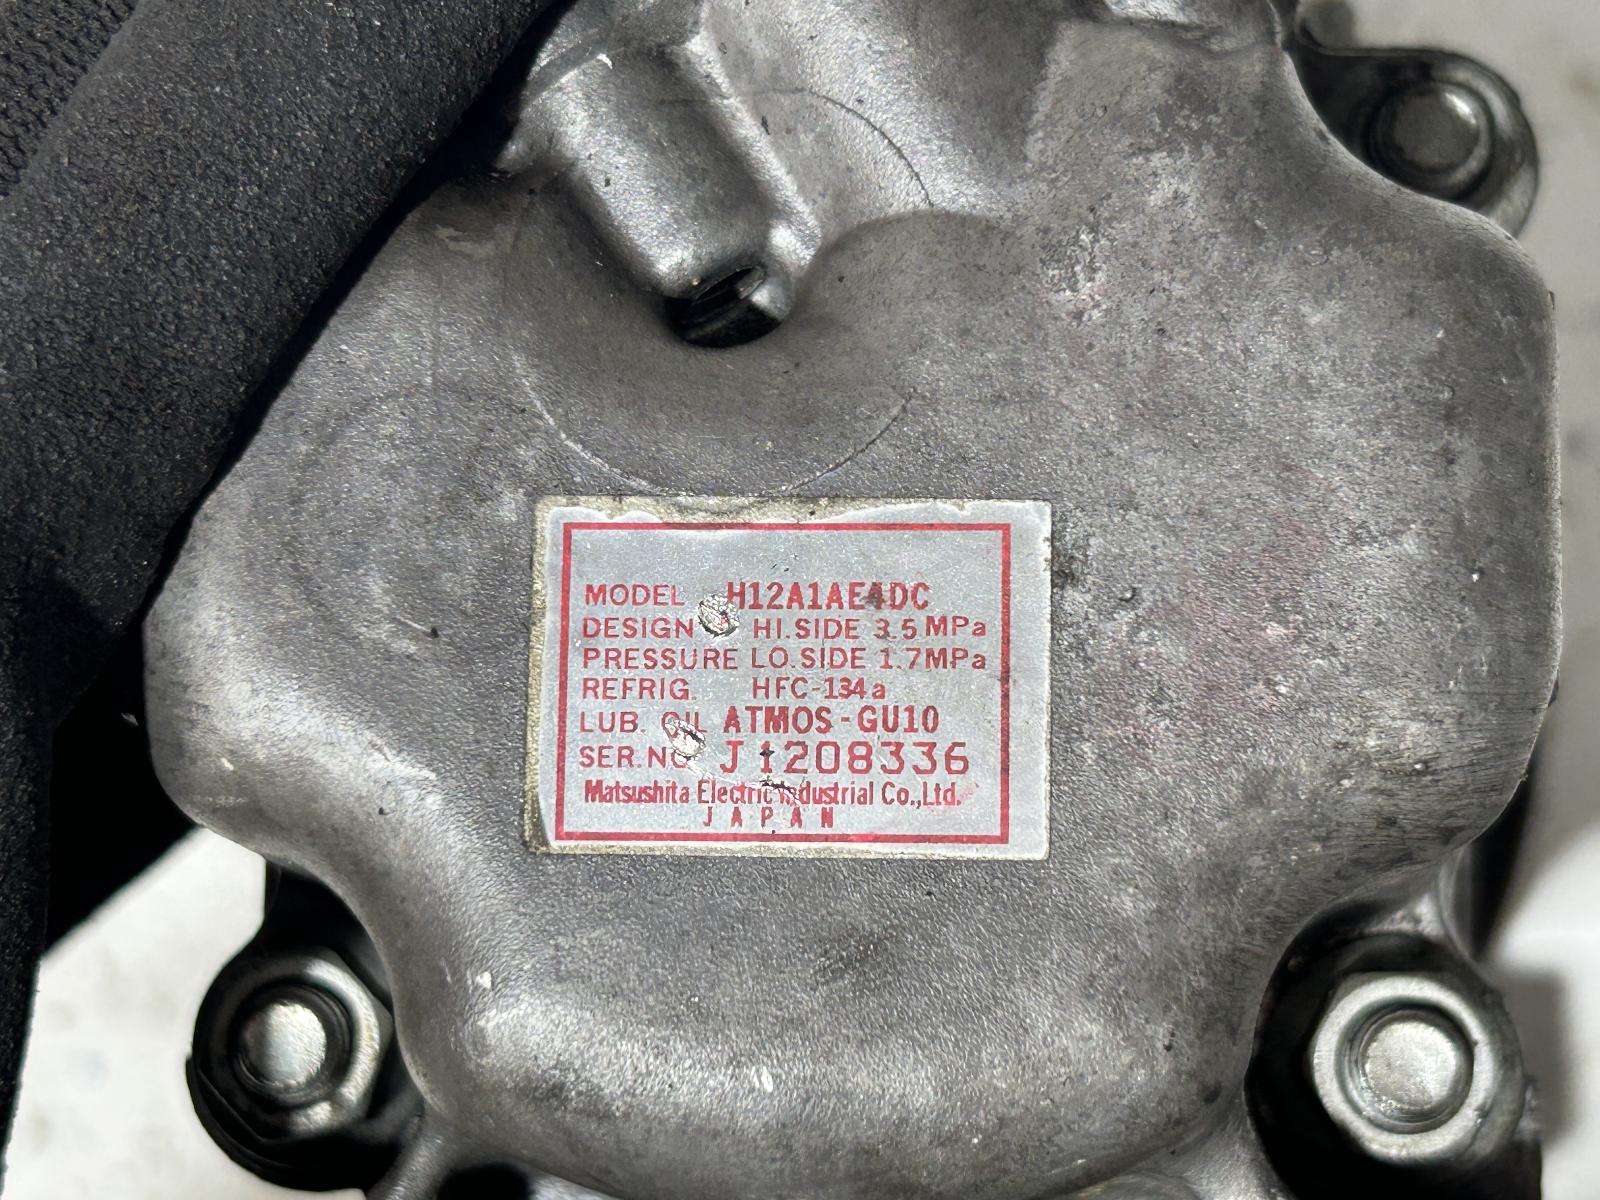 MODEL H12A1AE4DC
DESIGN HI.SIDE 3.5 MPa
PRESSURE LO.SIDE 1.7MPa
REFRIG. HFC-134a
LUB. OIL ATMOS-GU10
SER.NO. J1208336
Matsushita Electric Industrial Co.,Ltd.
JAPAN